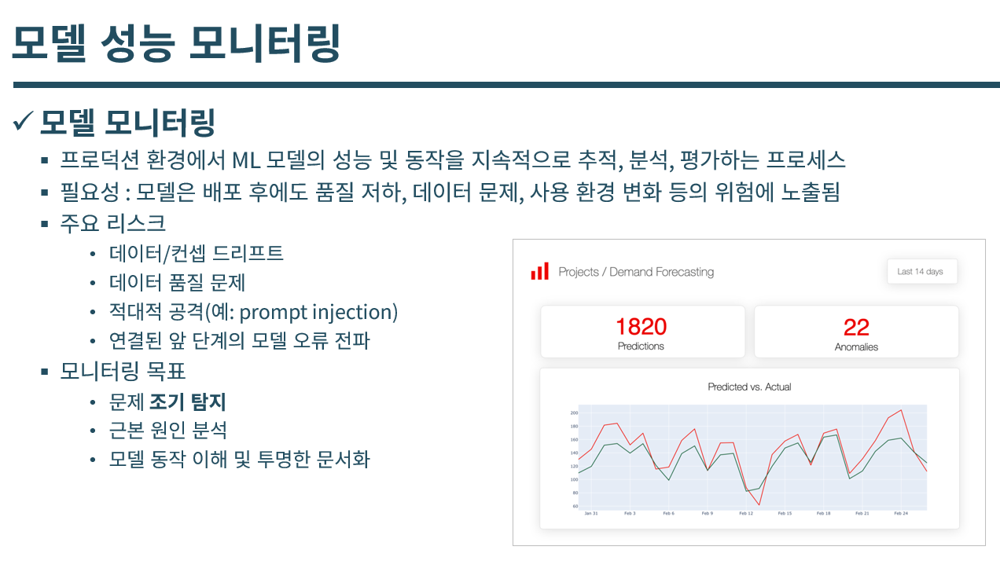 모델 성능 모니터링
✓ 모델 모니터링
▪ 프로덕션 환경에서 ML 모델의 성능 및 동작을 지속적으로 추적, 분석, 평가하는 프로세스
▪ 필요성 : 모델은 배포 후에도 품질 저하, 데이터 문제, 사용 환경 변화 등의 위험에 노출됨
▪ 주요 리스크
• 데이터/컨셉 드리프트
• 데이터 품질 문제
• 적대적 공격(예: prompt injection)
• 연결된 앞 단계의 모델 오류 전파
▪ 모니터링 목표
• 문제 조기 탐지
• 근본 원인 분석
• 모델 동작 이해 및 투명한 문서화
Projects / Demand Forecasting
Last 14 days
1820
Predictions
22
Anomalies
Predicted vs. Actual
200
180
160
140
120
100
80
60
Jan 31 Feb 3 Feb 6 Feb 9 Feb 12 Feb 15 Feb 18 Feb 21 Feb 24